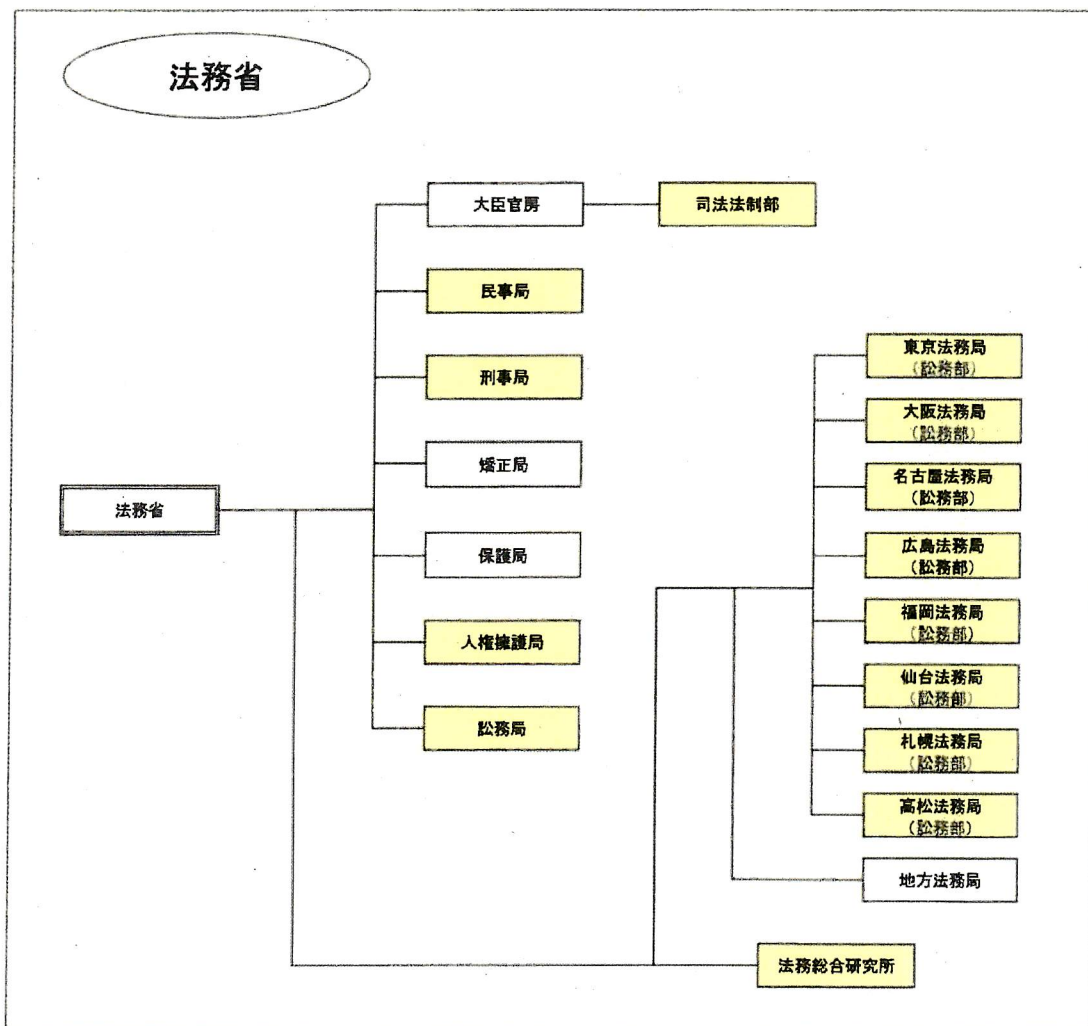 法務省
大臣官房
司法法制部
民事局
刑事局
矯正局
法務省
保護局
人権擁護局
訟務局
東京法務局
(訟務部)
大阪法務局
(訟務部)
名古屋法務局
(訟務部)
広島法務局
(訟務部)
福岡法務局
(訟務部)
仙台法務局
(訟務部)
札幌法務局
(訟務部)
高松法務局
(訟務部)
地方法務局
法務総合研究所